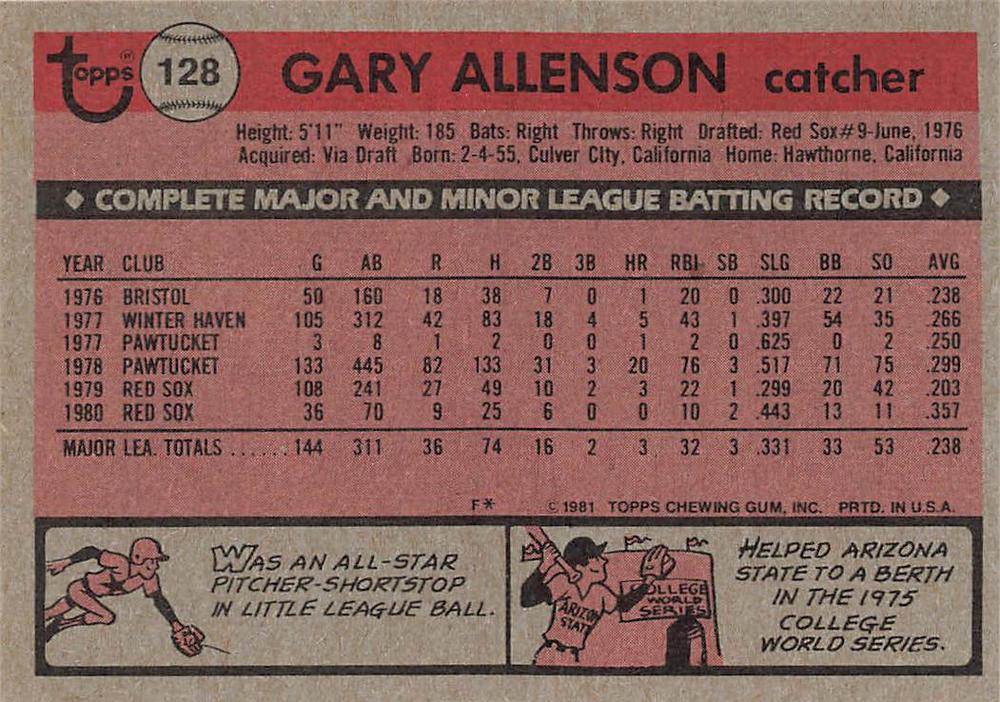 Topps 128 GARY ALLENSON catcher
Height: 5'11" Weight: 185 Bats: Right Throws: Right Drafted: Red Sox#9-June, 1976
Acquired: Via Draft Born: 2-4-55, Culver City, California Home: Hawthorne, California
◆ COMPLETE MAJOR AND MINOR LEAGUE BATTING RECORD ◆
YEAR CLUB G AB R H 2B 3B HR RBI SB SLG BB SO AVG
1976 BRISTOL 50 160 18 38 7 0 1 20 0 .300 22 21 .238
1977 WINTER HAVEN 105 312 42 83 18 4 5 43 1 .397 54 35 .266
1977 PAWTUCKET 3 8 1 2 0 0 1 2 0 .625 0 2 .250
1978 PAWTUCKET 133 445 82 133 31 3 20 76 3 .517 71 75 .299
1979 RED SOX 108 241 27 49 10 2 3 22 1 .299 20 42 .203
1980 RED SOX 36 70 9 25 6 0 0 10 2 .443 13 11 .357
MAJOR LEA. TOTALS ...... 144 311 36 74 16 2 3 32 3 .331 33 53 .238
F* © 1981 TOPPS CHEWING GUM, INC. PRTD. IN U.S.A.
WAS AN ALL-STAR
PITCHER-SHORTSTOP
IN LITTLE LEAGUE BALL.
ARIZONA
STATE
COLLEGE
WORLD
SERIES
HELPED ARIZONA
STATE TO A BERTH
IN THE 1975
COLLEGE
WORLD SERIES.